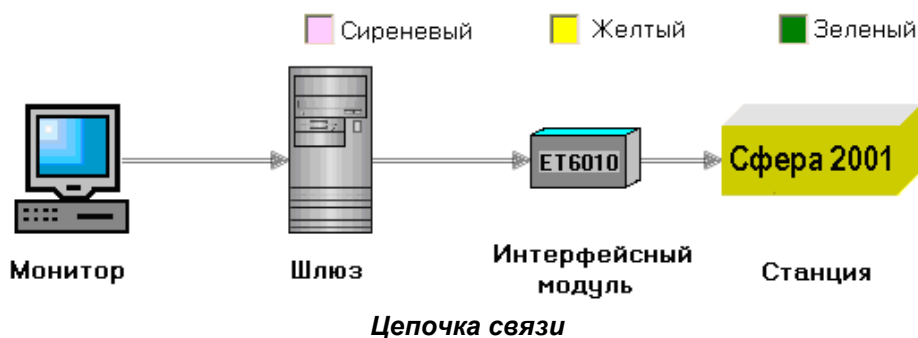 Сиреневый
Желтый
Зеленый
ET6010
Сфера 2001
Монитор
Шлюз
Интерфейсный
модуль
Станция
Цепочка связи